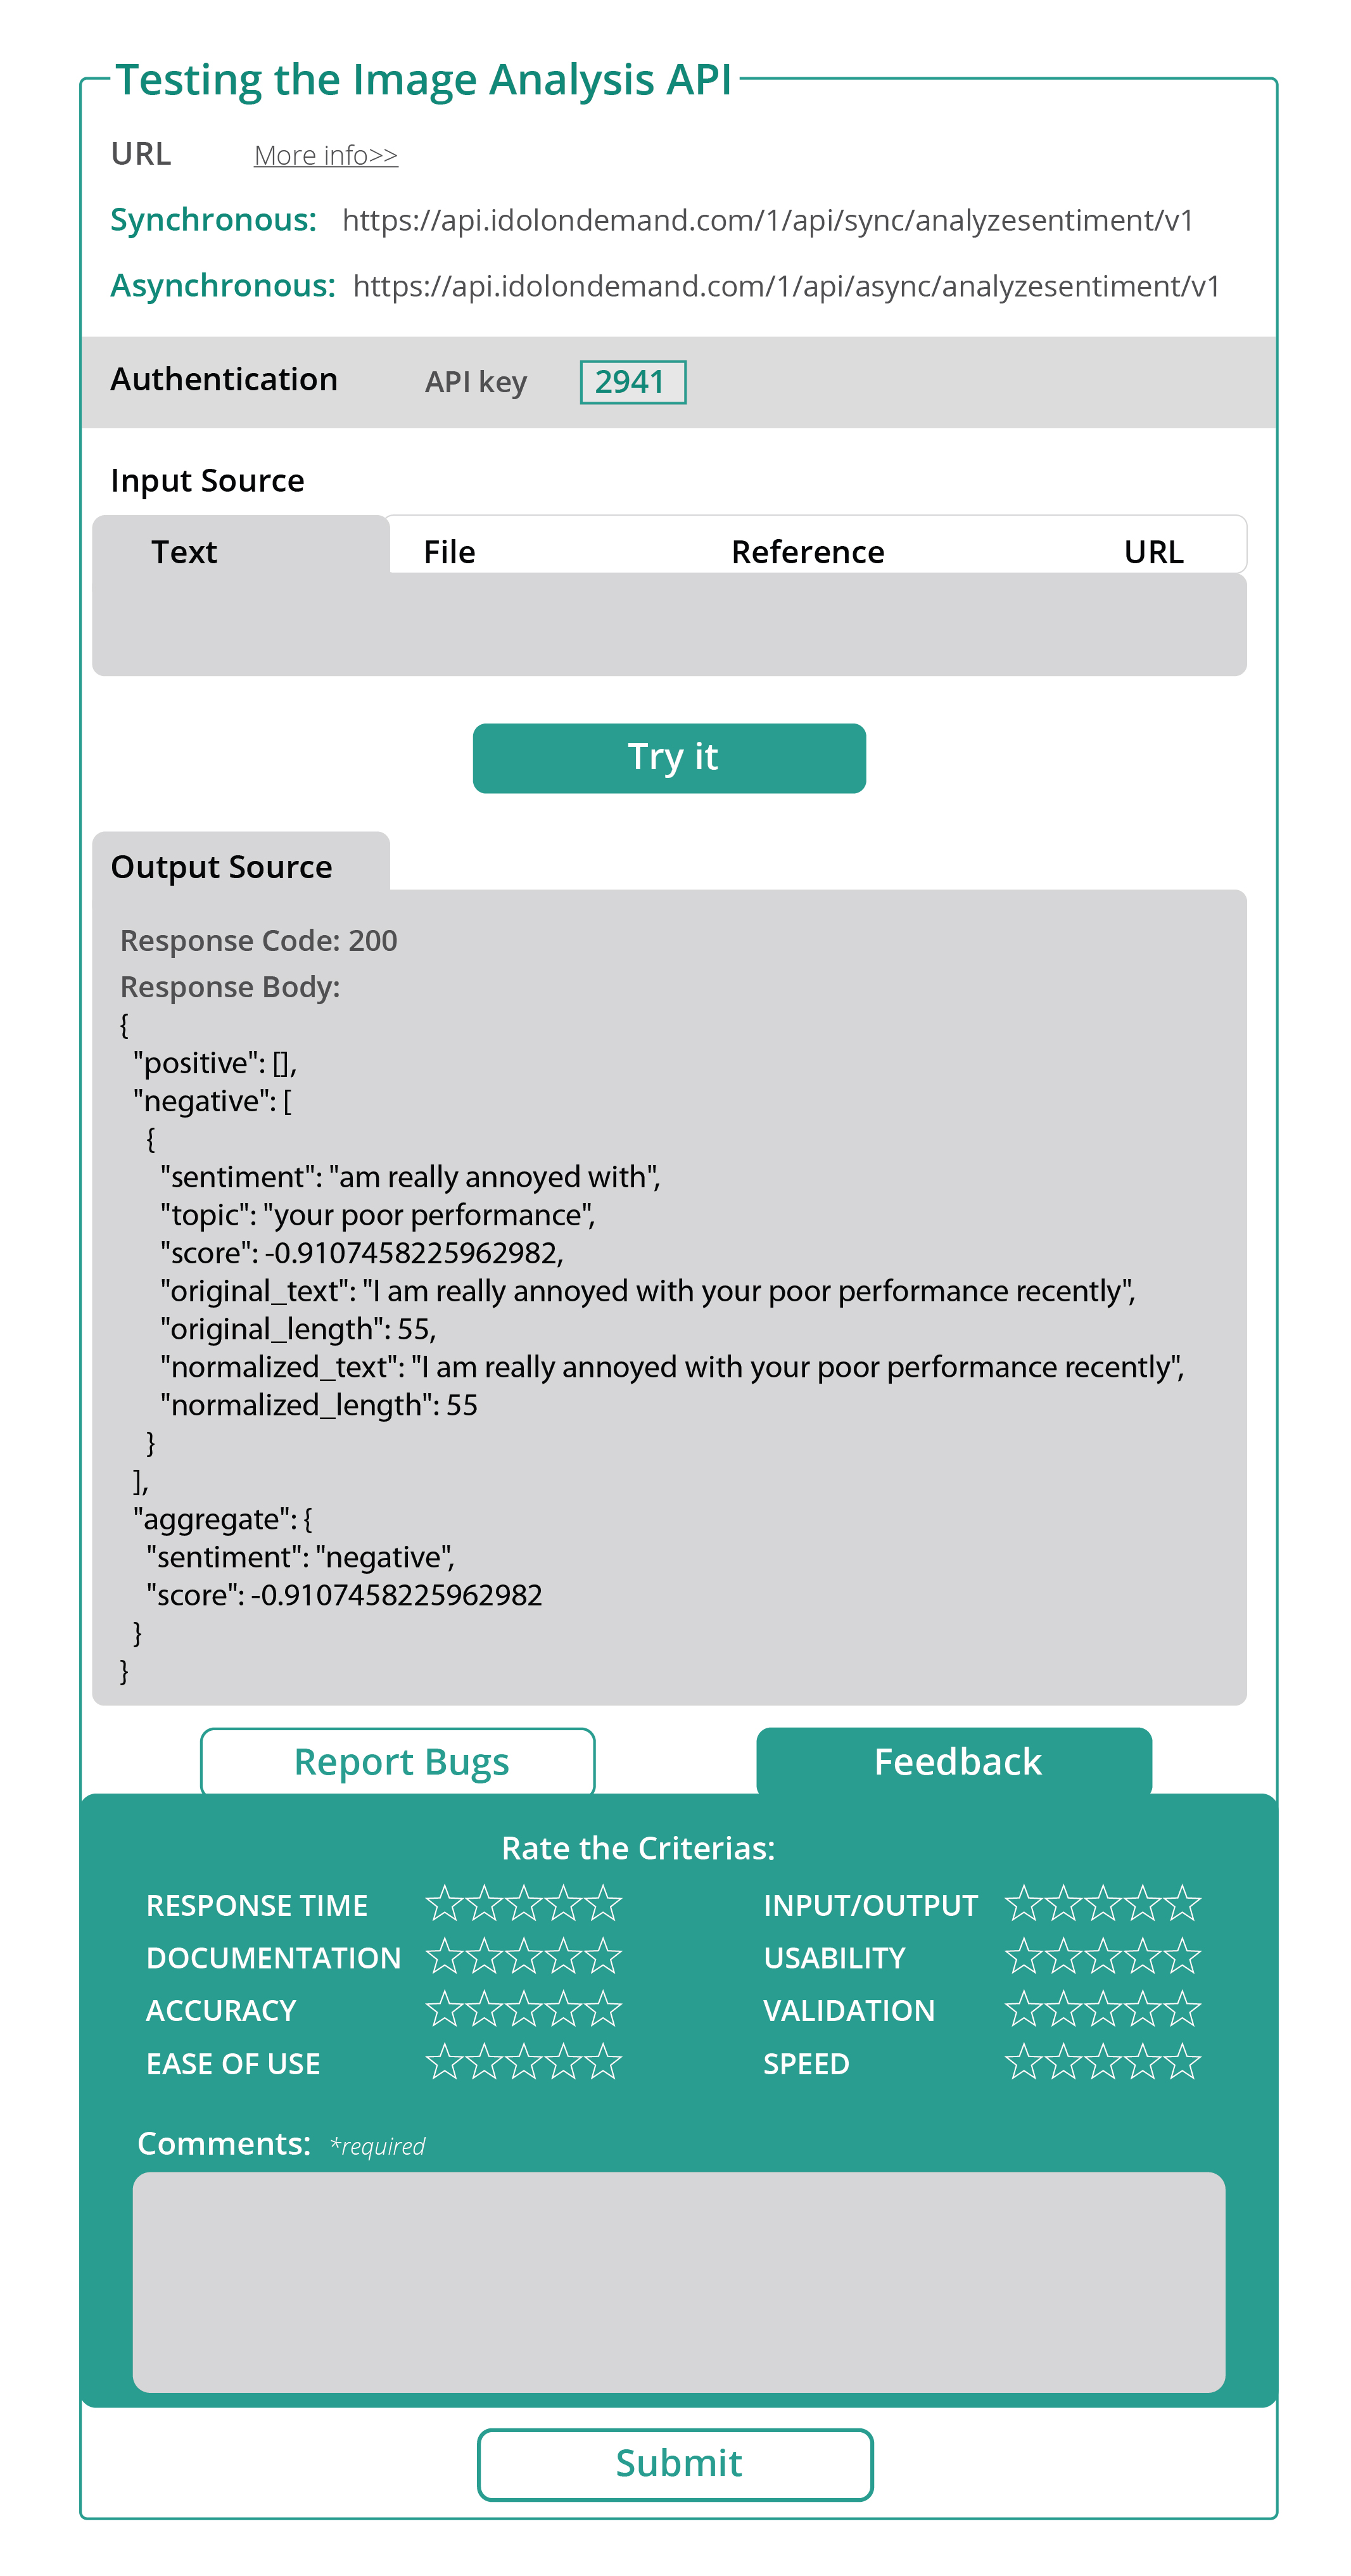 Testing the Image Analysis API
URL More info>>
Synchronous: https://api.idolondemand.com/1/api/sync/analyzesentiment/v1
Asynchronous: https://api.idolondemand.com/1/api/async/analyzesentiment/v1
Authentication API key 2941
Input Source
Text File Reference URL
Try it
Output Source
Response Code: 200
Response Body:
{
"positive": [],
"negative": [
{
"sentiment": "am really annoyed with",
"topic": "your poor performance",
"score": -0.9107458225962982,
"original_text": "I am really annoyed with your poor performance recently",
"original_length": 55,
"normalized_text": "I am really annoyed with your poor performance recently",
"normalized_length": 55
}
],
"aggregate": {
"sentiment": "negative",
"score": -0.9107458225962982
}
}
Report Bugs Feedback
Rate the Criterias:
RESPONSE TIME INPUT/OUTPUT
DOCUMENTATION USABILITY
ACCURACY VALIDATION
EASE OF USE SPEED
Comments: *required
Submit